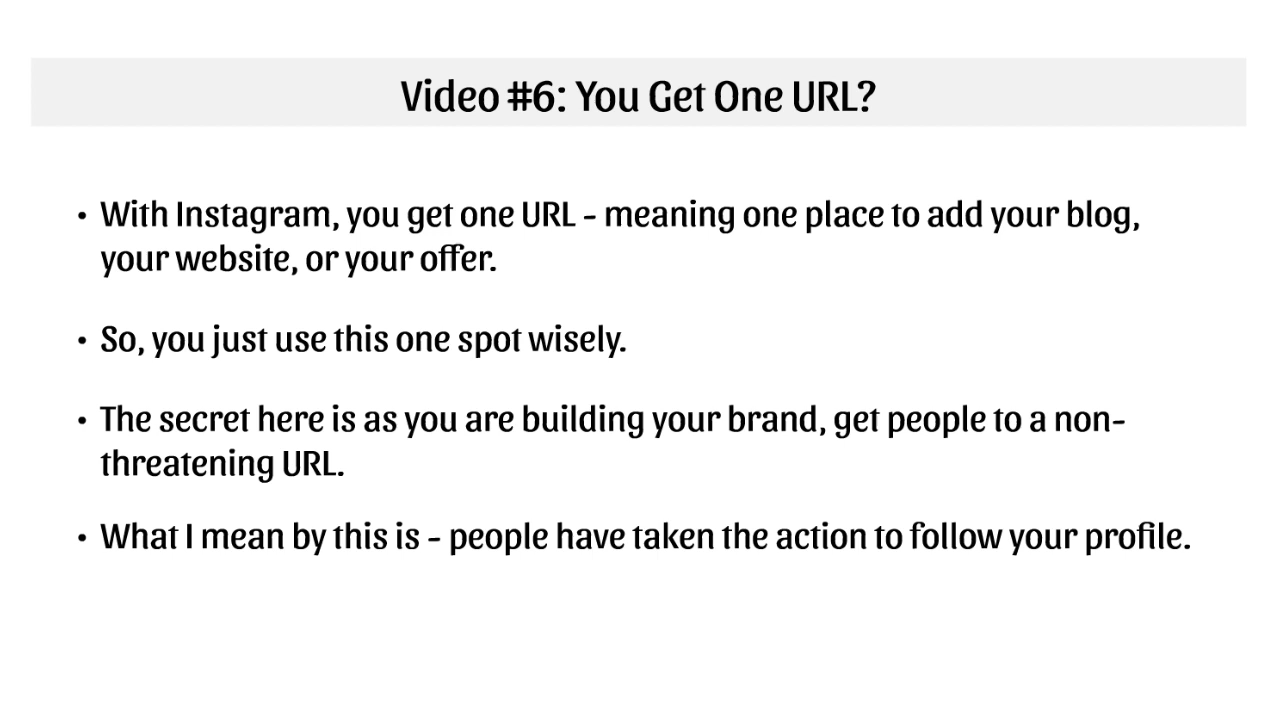 Video #6: You Get One URL?
• With Instagram, you get one URL - meaning one place to add your blog,
your website, or your offer.
• So, you just use this one spot wisely.
• The secret here is as you are building your brand, get people to a non-
threatening URL.
• What I mean by this is - people have taken the action to follow your profile.